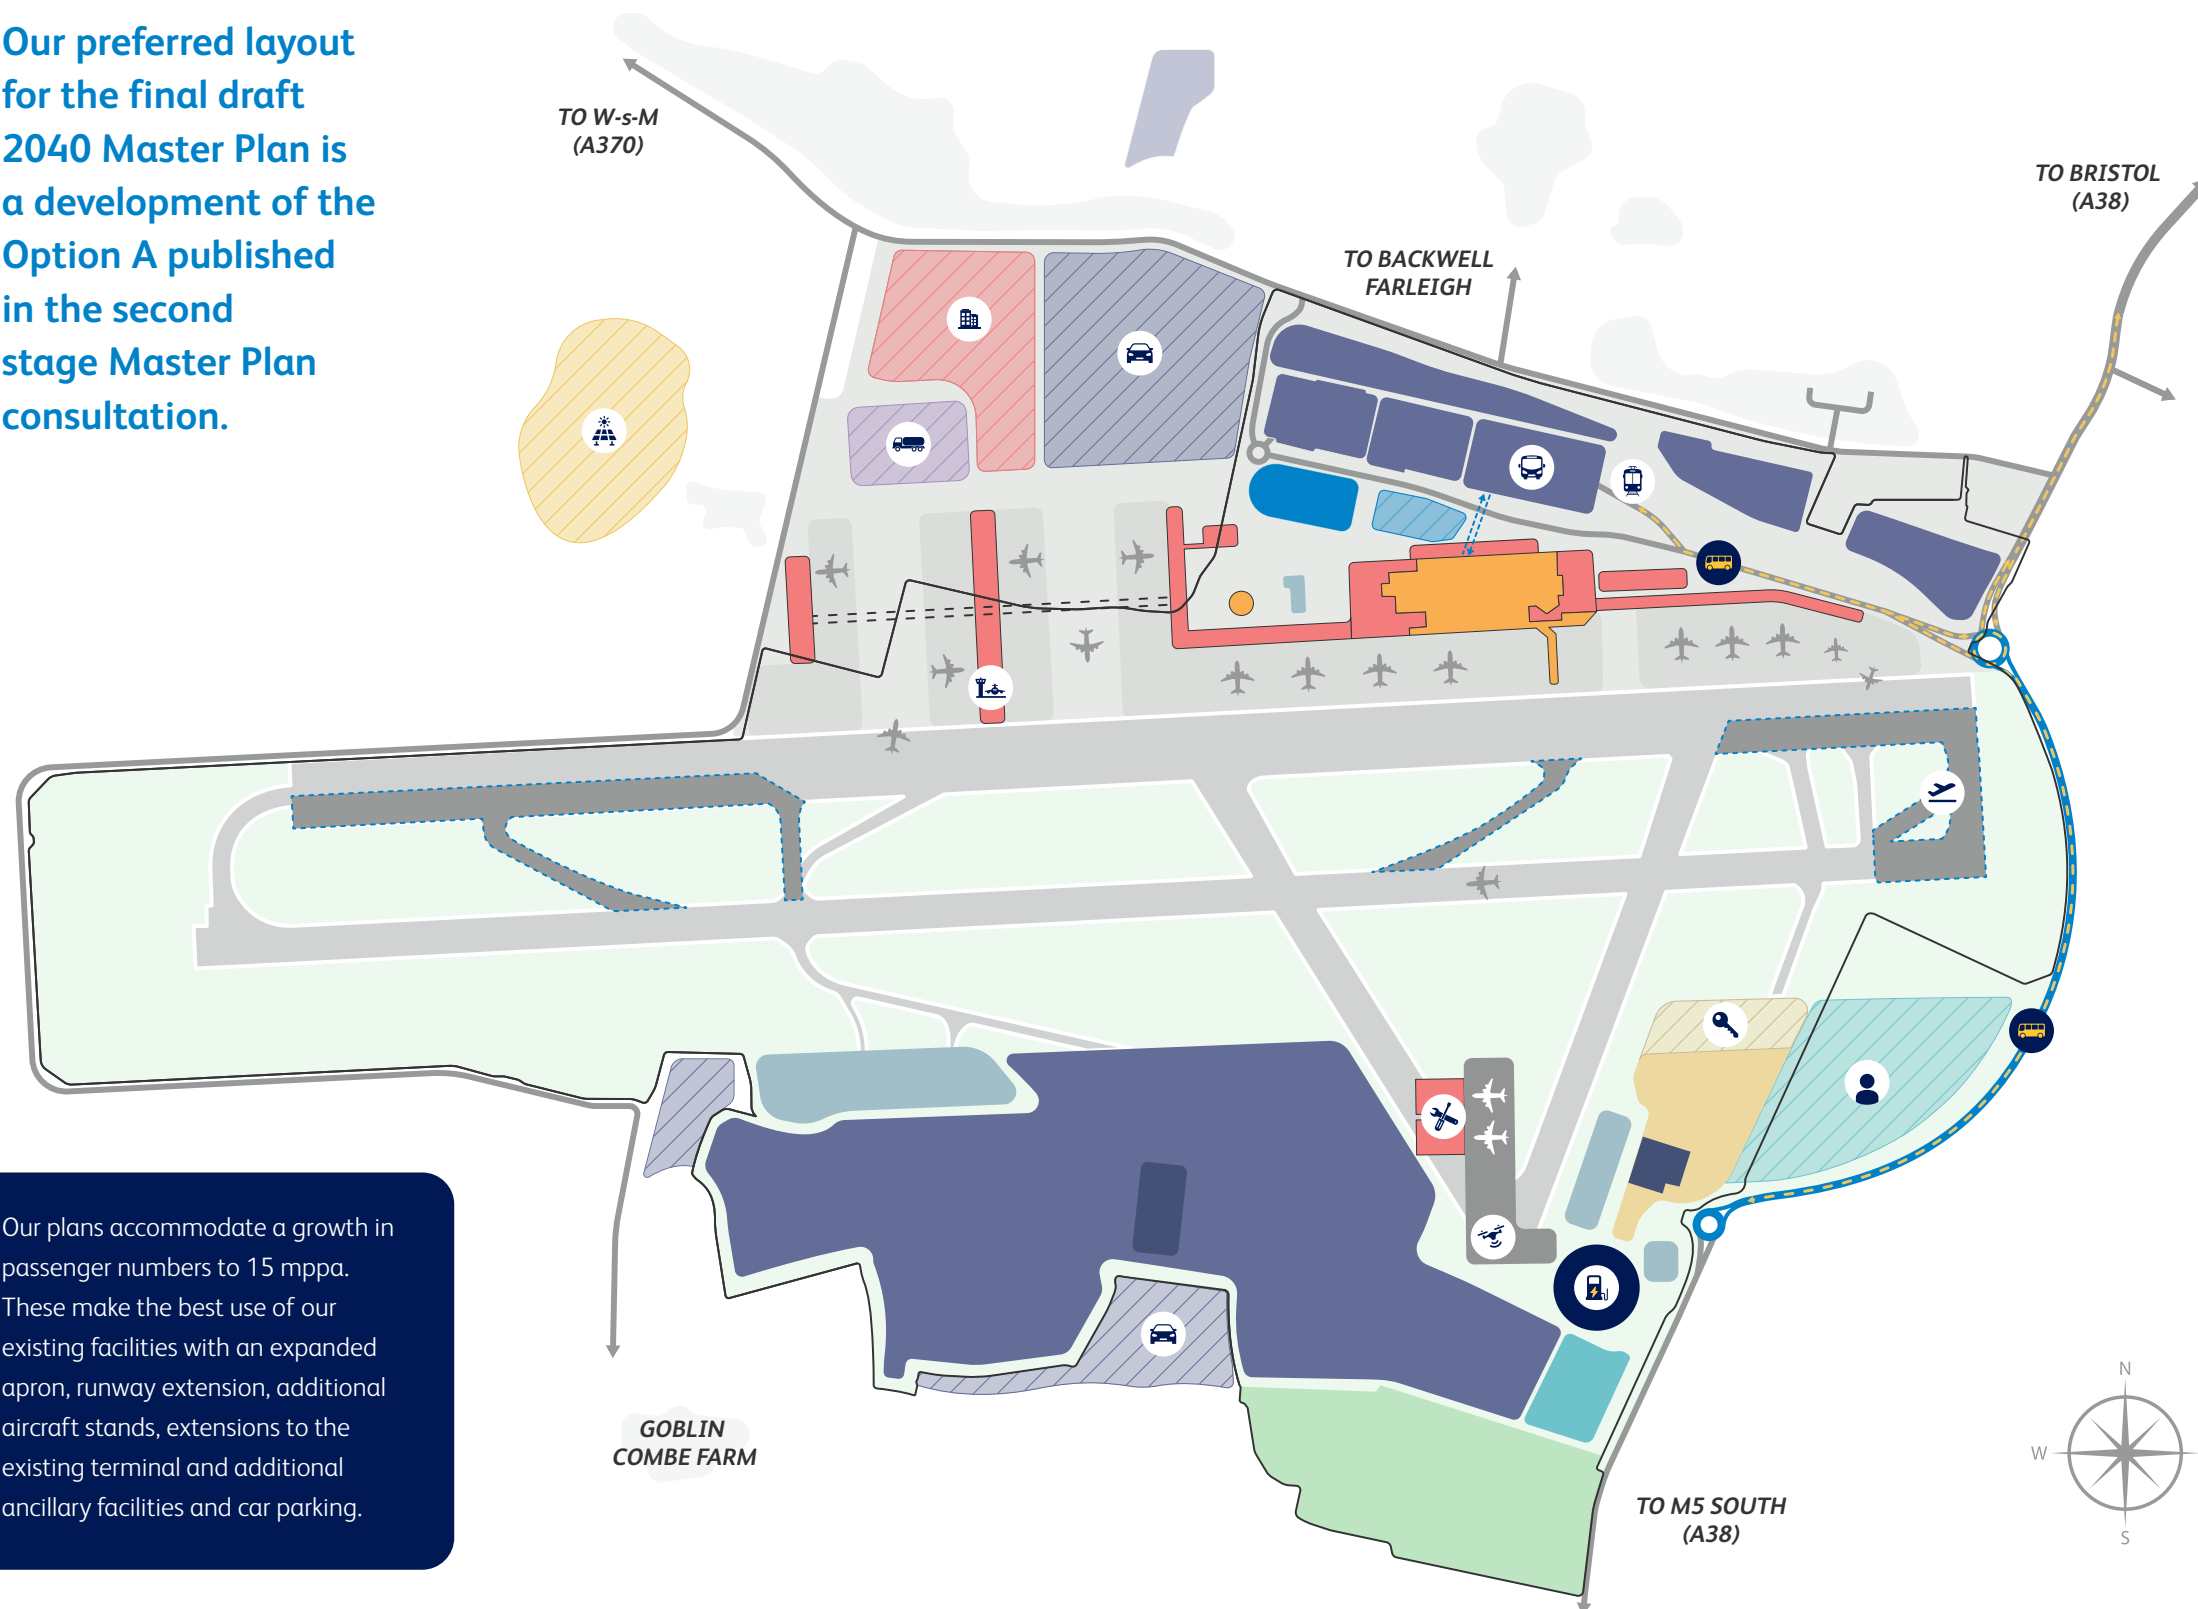 Our preferred layout
for the final draft
2040 Master Plan is
a development of the
Option A published
in the second
stage Master Plan
consultation.
TO W-s-M
(A370)
TO BACKWELL
FARLEIGH
TO BRISTOL
(A38)
Our plans accommodate a growth in
passenger numbers to 15 mppa.
These make the best use of our
existing facilities with an expanded
apron, runway extension, additional
aircraft stands, extensions to the
existing terminal and additional
ancillary facilities and car parking.
GOBLIN
COMBE FARM
TO M5 SOUTH
(A38)
N
W
S